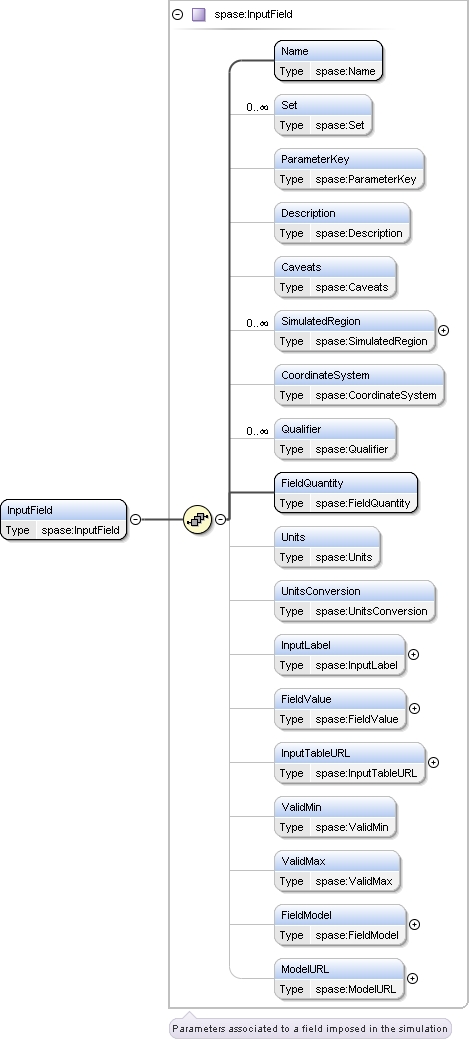 spase:InputField
Name
Type spase:Name
0..∞
Set
Type spase:Set
ParameterKey
Type spase:ParameterKey
Description
Type spase:Description
Caveats
Type spase:Caveats
0..∞
SimulatedRegion
Type spase:SimulatedRegion
CoordinateSystem
Type spase:CoordinateSystem
0..∞
Qualifier
Type spase:Qualifier
FieldQuantity
Type spase:FieldQuantity
InputField
Type spase:InputField
Units
Type spase:Units
UnitsConversion
Type spase:UnitsConversion
InputLabel
Type spase:InputLabel
FieldValue
Type spase:FieldValue
InputTableURL
Type spase:InputTableURL
ValidMin
Type spase:ValidMin
ValidMax
Type spase:ValidMax
FieldModel
Type spase:FieldModel
ModelURL
Type spase:ModelURL
Parameters associated to a field imposed in the simulation